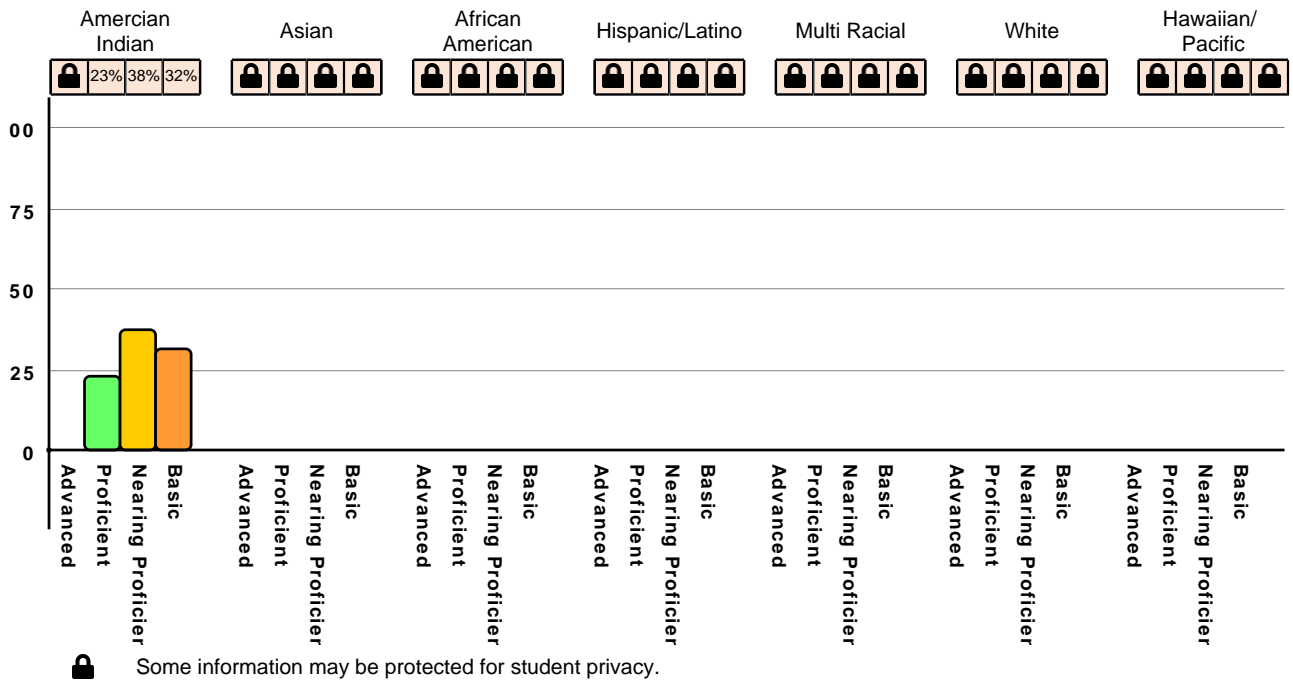 Amercian
Indian
Asian
African
American
Hispanic/Latino
Multi Racial
White
Hawaiian/
Pacific
23% 38% 32%
00
75
50
25
0
Advanced
Proficient
Nearing Proficier
Basic
Advanced
Proficient
Nearing Proficier
Basic
Advanced
Proficient
Nearing Proficier
Basic
Advanced
Proficient
Nearing Proficier
Basic
Advanced
Proficient
Nearing Proficier
Basic
Advanced
Proficient
Nearing Proficier
Basic
Advanced
Proficient
Nearing Proficier
Basic
Some information may be protected for student privacy.